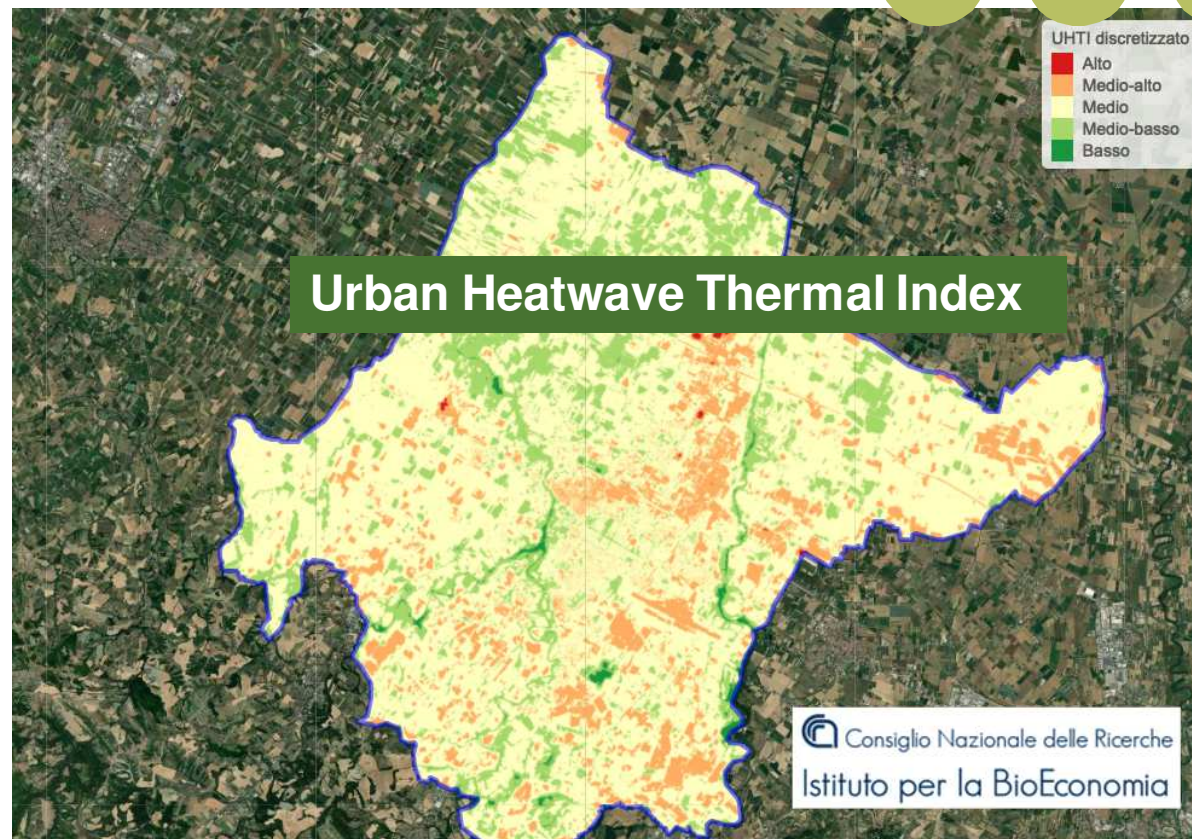 UHTI discretizzato
Alto
Medio-alto
Medio
Medio-basso
Basso
Urban Heatwave Thermal Index
Consiglio Nazionale delle Ricerche
Istituto per la BioEconomia